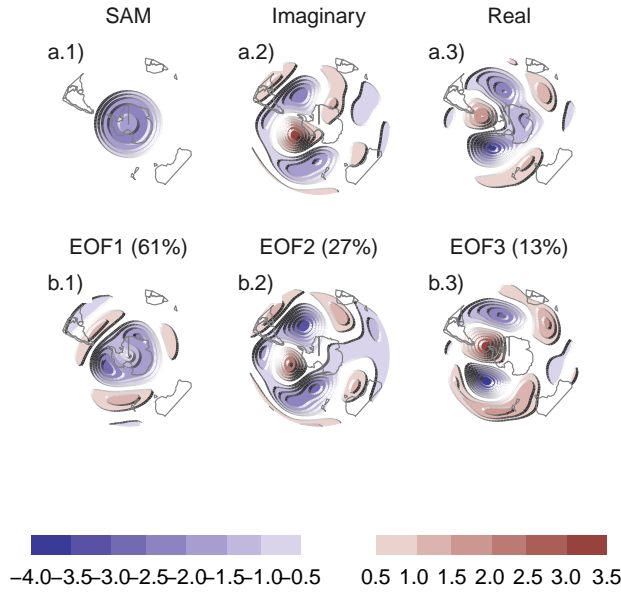 SAM Imaginary Real
a.1) a.2) a.3)
EOF1 (61%) EOF2 (27%) EOF3 (13%)
b.1) b.2) b.3)
−4.0−3.5−3.0−2.5−2.0−1.5−1.0−0.5 0.5 1.0 1.5 2.0 2.5 3.0 3.5